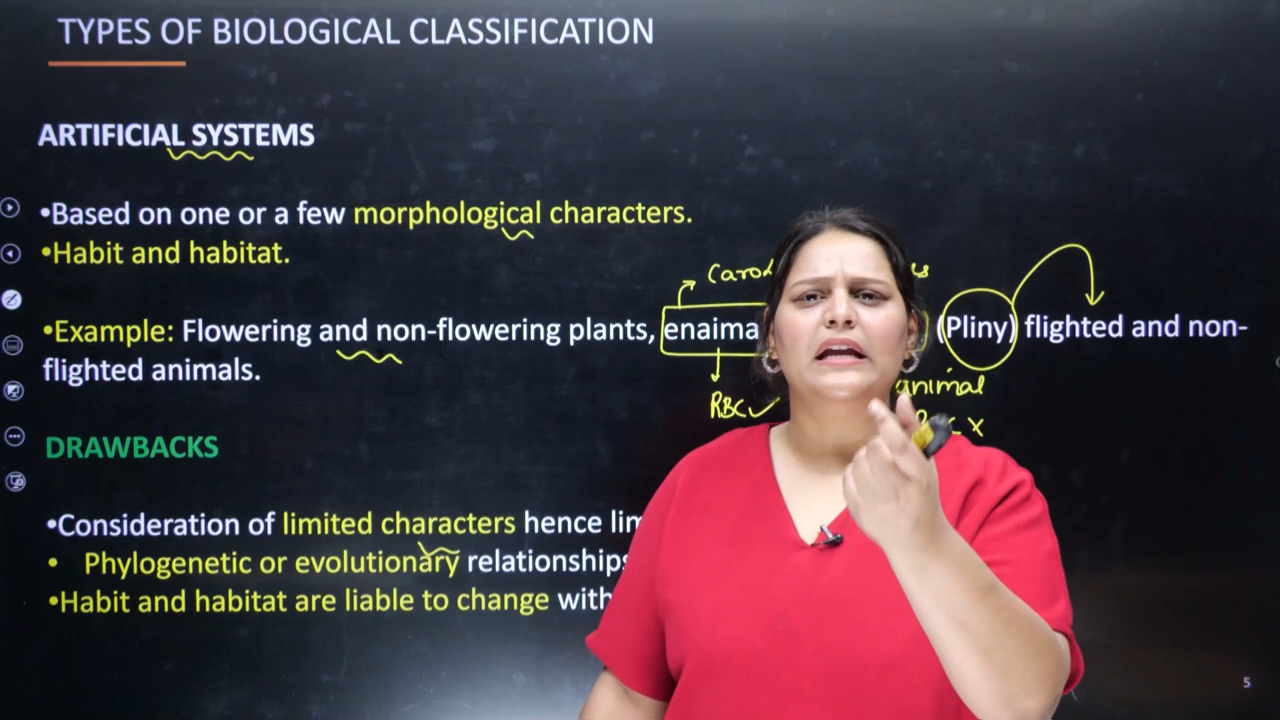 TYPES OF BIOLOGICAL CLASSIFICATION
ARTIFICIAL SYSTEMS
•Based on one or a few morphological characters.
•Habit and habitat.
•Example: Flowering and non-flowering plants, enaima (Pliny) flighted and non-
flighted animals.
animal
RBC ✓
x
DRAWBACKS
•Consideration of limited characters hence lim
• Phylogenetic or evolutionary relationships
•Habit and habitat are liable to change with
5